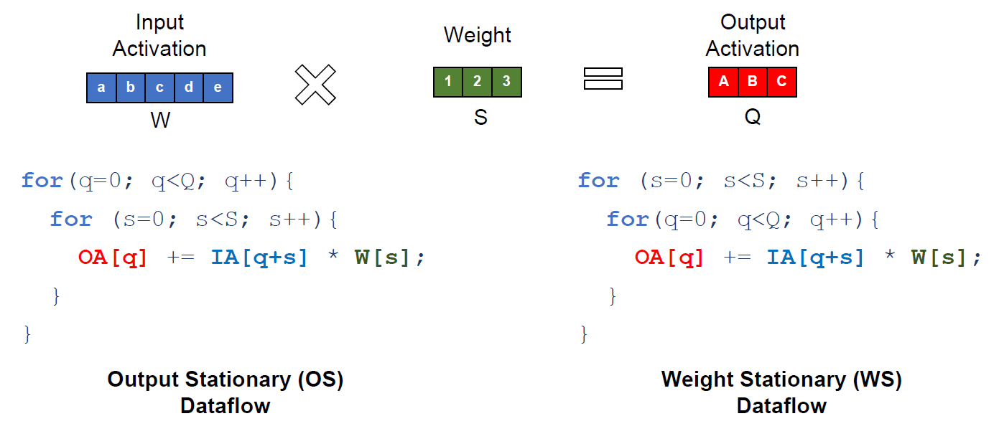 Input
Activation
a b c d e
W
Weight
1 2 3
S
Output
Activation
A B C
Q
for(q=0; q<Q; q++){
for (s=0; s<S; s++){
OA[q] += IA[q+s] * W[s];
}
}
Output Stationary (OS)
Dataflow
for (s=0; s<S; s++){
for(q=0; q<Q; q++){
OA[q] += IA[q+s] * W[s];
}
}
Weight Stationary (WS)
Dataflow